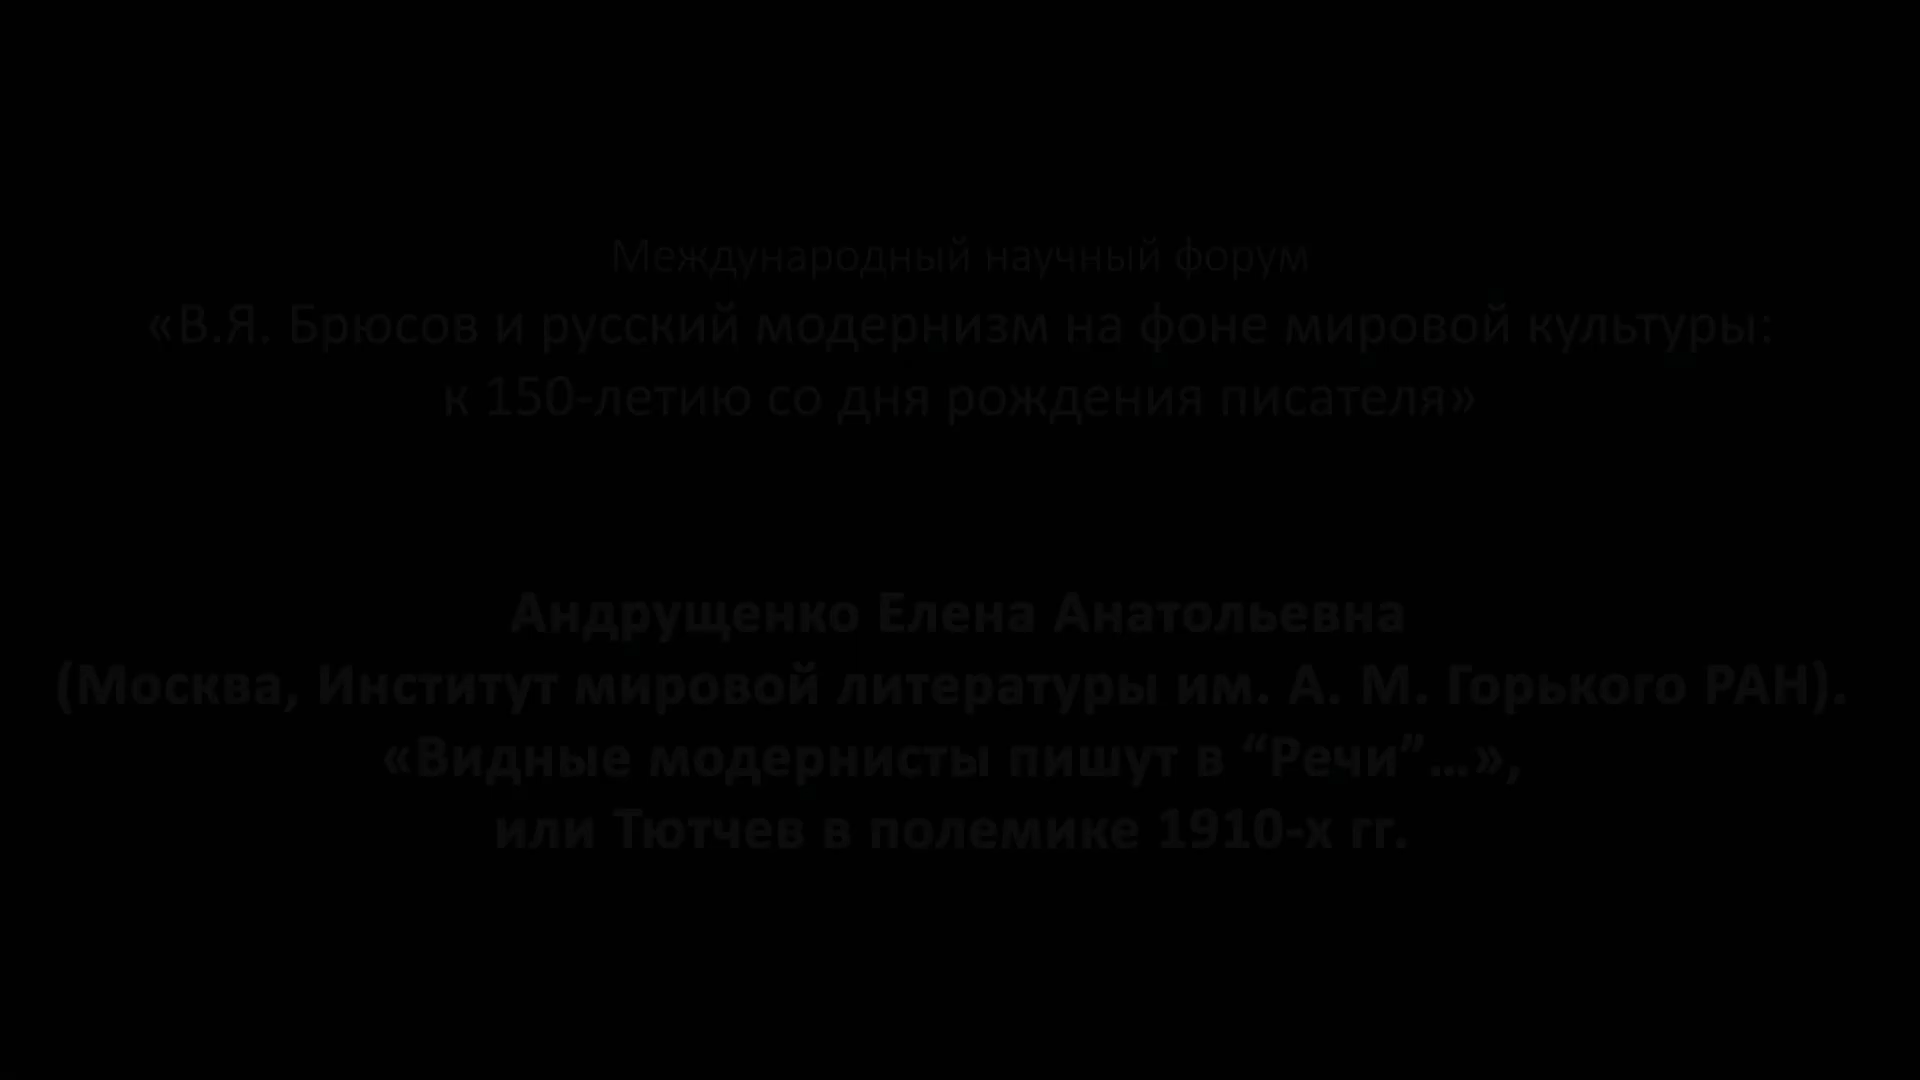 Международный научный форум
«В.Я. Брюсов и русский модернизм на фоне мировой культуры:
к 150-летию со дня рождения писателя»
Андрущенко Елена Анатольевна
(Москва, Институт мировой литературы им. А. М. Горького РАН).
«Видные модернисты пишут в “Речи”...»,
или Тютчев в полемике 1910-х гг.